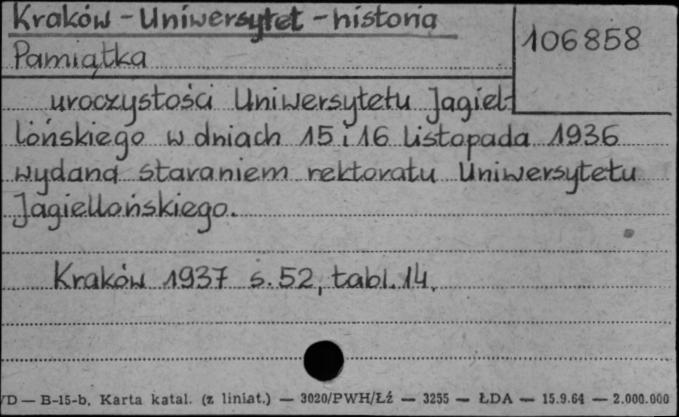 Kraków - Uniwersytet - historia
106858
Pamiątka
uroczystości Uniwersytetu Jagiel-
lońskiego w dniach 15 i 16 listopada 1936
wydana staraniem rektoratu Uniwersytetu
Jagiellońskiego.
Kraków 1937 s. 52, tabl. 14.
VD — B-15-b. Karta katal. (z liniat.) — 3020/PWH/Łź — 3255 — ŁDA — 15.9.64 — 2.000.000